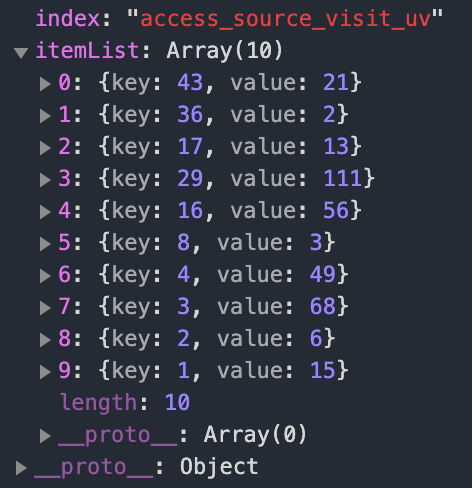 index: "access_source_visit_uv"
▼itemList: Array(10)
▶0: {key: 43, value: 21}
▶1: {key: 36, value: 2}
▶2: {key: 17, value: 13}
▶3: {key: 29, value: 111}
▶4: {key: 16, value: 56}
▶5: {key: 8, value: 3}
▶6: {key: 4, value: 49}
▶7: {key: 3, value: 68}
▶8: {key: 2, value: 6}
▶9: {key: 1, value: 15}
length: 10
▶__proto__: Array(0)
▶__proto__: Object